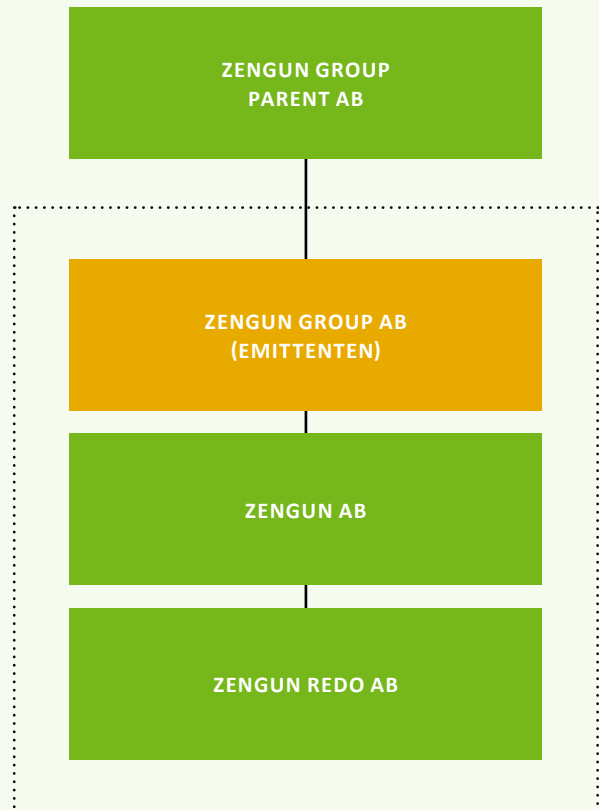 ZENGUN GROUP
PARENT AB
ZENGUN GROUP AB
(EMITTENTEN)
ZENGUN AB
ZENGUN REDO AB